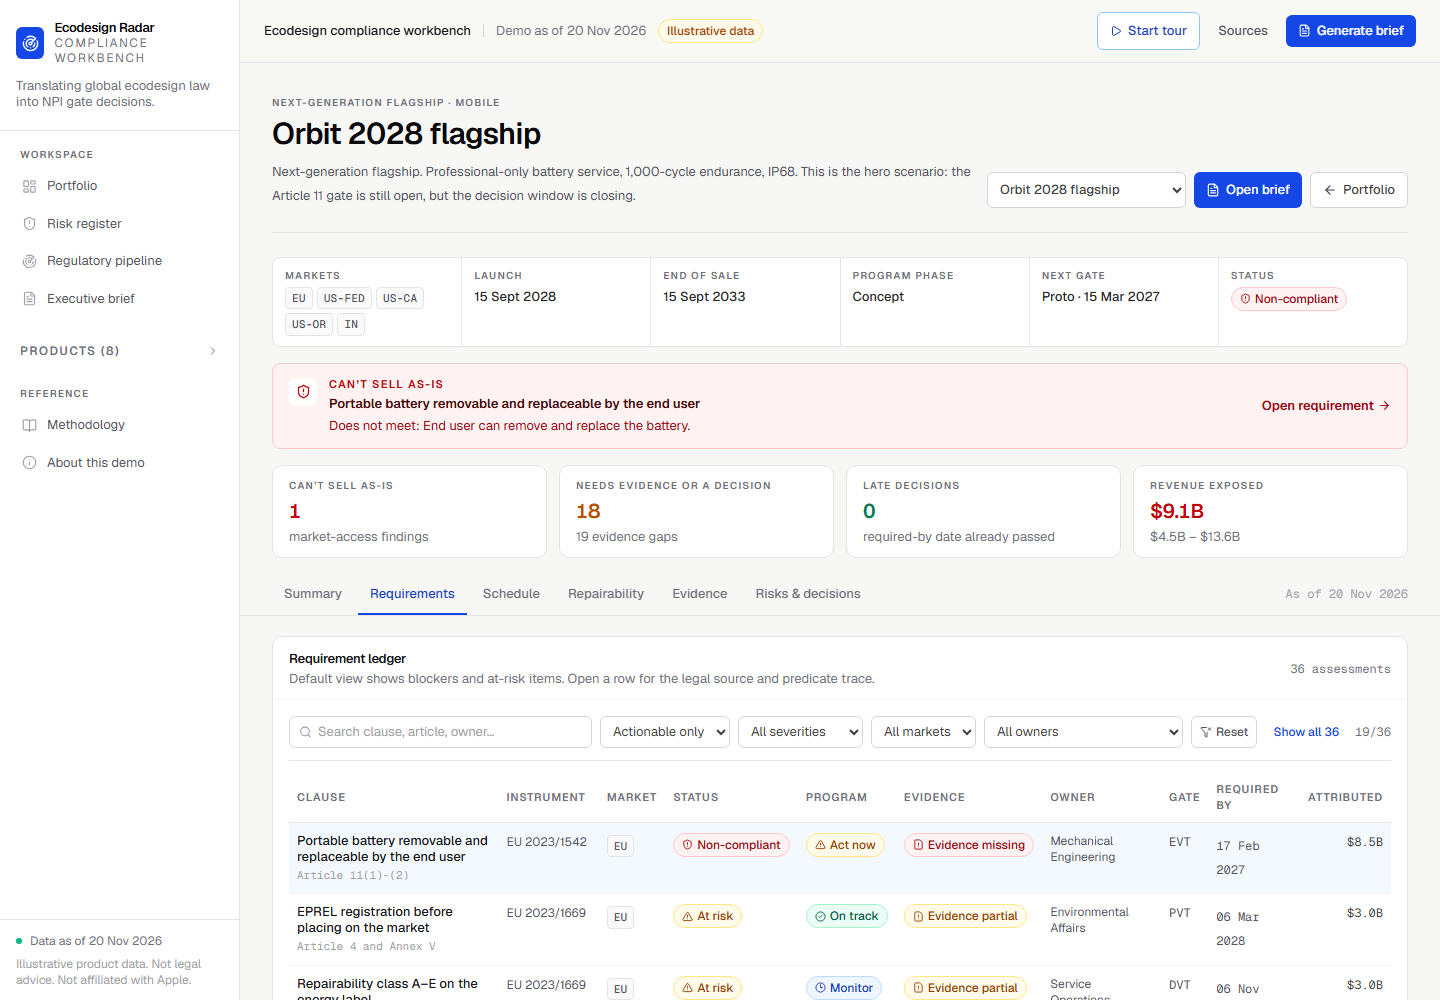 Ecodesign Radar
COMPLIANCE
WORKBENCH
Translating global ecodesign law
into NPI gate decisions.
WORKSPACE
Portfolio
Risk register
Regulatory pipeline
Executive brief
PRODUCTS (8)
REFERENCE
Methodology
About this demo
Data as of 20 Nov 2026
Illustrative product data. Not legal
advice. Not affiliated with Apple.
Ecodesign compliance workbench
Demo as of 20 Nov 2026
Illustrative data
Start tour
Sources
Generate brief
NEXT-GENERATION FLAGSHIP · MOBILE
Orbit 2028 flagship
Next-generation flagship. Professional-only battery service, 1,000-cycle endurance, IP68. This is the hero scenario: the
Article 11 gate is still open, but the decision window is closing.
Orbit 2028 flagship
Open brief
Portfolio
MARKETS
EU US-FED US-CA
US-OR IN
LAUNCH
15 Sept 2028
END OF SALE
15 Sept 2033
PROGRAM PHASE
Concept
NEXT GATE
Proto · 15 Mar 2027
STATUS
Non-compliant
CAN'T SELL AS-IS
Portable battery removable and replaceable by the end user
Does not meet: End user can remove and replace the battery.
Open requirement →
CAN'T SELL AS-IS
1
market-access findings
NEEDS EVIDENCE OR A DECISION
18
19 evidence gaps
LATE DECISIONS
0
required-by date already passed
REVENUE EXPOSED
$9.1B
$4.5B – $13.6B
Summary Requirements Schedule Repairability Evidence Risks & decisions As of 20 Nov 2026
Requirement ledger
Default view shows blockers and at-risk items. Open a row for the legal source and predicate trace.
36 assessments
Search clause, article, owner… Actionable only All severities All markets All owners Reset Show all 36 19/36
CLAUSE INSTRUMENT MARKET STATUS PROGRAM EVIDENCE OWNER GATE REQUIRED BY ATTRIBUTED
Portable battery removable and
replaceable by the end user
Article 11(1)–(2)
EU 2023/1542
EU
Non-compliant
Act now
Evidence missing
Mechanical
Engineering
EVT
17 Feb
2027
$8.5B
EPREL registration before
placing on the market
Article 4 and Annex V
EU 2023/1669
EU
At risk
On track
Evidence partial
Environmental
Affairs
PVT
06 Mar
2028
$3.0B
Repairability class A–E on the
energy label
EU 2023/1669
EU
At risk
Monitor
Evidence partial
Service
Operations
DVT
06 Nov
$3.0B